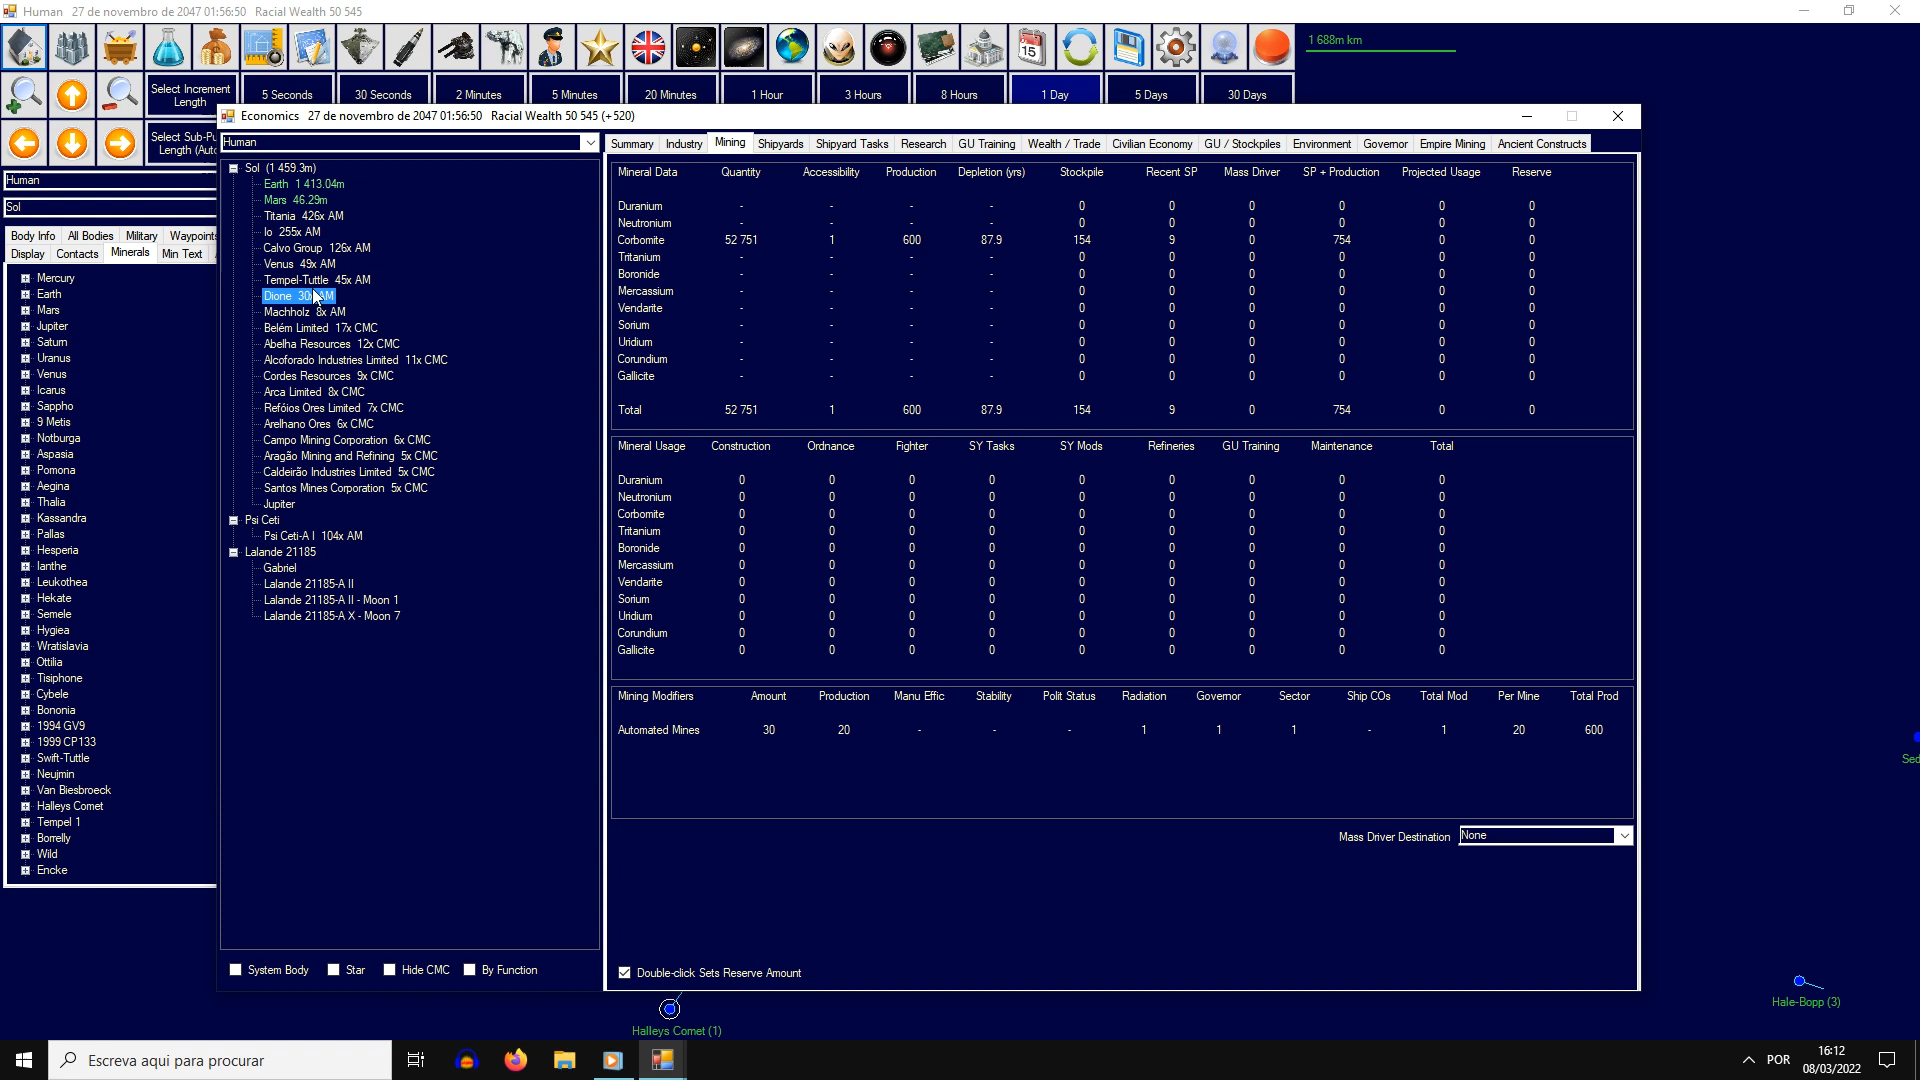 Human   27 de novembro de 2047 01:56:50   Racial Wealth 50 545
1 688m km
Select Increment Length
5 Seconds
30 Seconds
2 Minutes
5 Minutes
20 Minutes
1 Hour
3 Hours
8 Hours
1 Day
5 Days
30 Days
Human
Sol
Body Info All Bodies Military Waypoints
Display Contacts Minerals Min Text
Mercury
Earth
Mars
Jupiter
Saturn
Uranus
Venus
Icarus
Sappho
9 Metis
Notburga
Aspasia
Pomona
Aegina
Thalia
Kassandra
Pallas
Hesperia
Ianthe
Leukothea
Hekate
Semele
Hygiea
Wratislavia
Ottilia
Tisiphone
Cybele
Bononia
1994 GV9
1999 CP133
Swift-Tuttle
Neujmin
Van Biesbroeck
Halleys Comet
Tempel 1
Borrelly
Wild
Encke
Economics   27 de novembro de 2047 01:56:50   Racial Wealth 50 545 (+520)
Human
Sol (1 459.3m)
Earth 1 413.04m
Mars 46.29m
Titania 426x AM
Io 255x AM
Calvo Group 126x AM
Venus 49x AM
Tempel-Tuttle 45x AM
Dione
Machholz 8x AM
Belém Limited 17x CMC
Abelha Resources 12x CMC
Alcoforado Industries Limited 11x CMC
Cordes Resources 9x CMC
Arca Limited 8x CMC
Refóios Ores Limited 7x CMC
Arelhano Ores 6x CMC
Campo Mining Corporation 6x CMC
Aragão Mining and Refining 5x CMC
Caldeirão Industries Limited 5x CMC
Santos Mines Corporation 5x CMC
Jupiter
Psi Ceti
Psi Ceti-A I 104x AM
Lalande 21185
Gabriel
Lalande 21185-A II
Lalande 21185-A II - Moon 1
Lalande 21185-A X - Moon 7
System Body Star Hide CMC By Function
Summary Industry Mining Shipyards Shipyard Tasks Research GU Training Wealth / Trade Civilian Economy GU / Stockpiles Environment Governor Empire Mining Ancient Constructs
Mineral Data Quantity Accessibility Production Depletion (yrs) Stockpile Recent SP Mass Driver SP + Production Projected Usage Reserve
Duranium - - - - 0 0 0 0 0 0
Neutronium - - - - 0 0 0 0 0 0
Corbomite 52 751 1 600 87.9 154 9 0 754 0 0
Tritanium - - - - 0 0 0 0 0 0
Boronide - - - - 0 0 0 0 0 0
Mercassium - - - - 0 0 0 0 0 0
Vendarite - - - - 0 0 0 0 0 0
Sorium - - - - 0 0 0 0 0 0
Uridium - - - - 0 0 0 0 0 0
Corundium - - - - 0 0 0 0 0 0
Gallicite - - - - 0 0 0 0 0 0
Total 52 751 1 600 87.9 154 9 0 754 0 0
Mineral Usage Construction Ordnance Fighter SY Tasks SY Mods Refineries GU Training Maintenance Total
Duranium 0 0 0 0 0 0 0 0 0
Neutronium 0 0 0 0 0 0 0 0 0
Corbomite 0 0 0 0 0 0 0 0 0
Tritanium 0 0 0 0 0 0 0 0 0
Boronide 0 0 0 0 0 0 0 0 0
Mercassium 0 0 0 0 0 0 0 0 0
Vendarite 0 0 0 0 0 0 0 0 0
Sorium 0 0 0 0 0 0 0 0 0
Uridium 0 0 0 0 0 0 0 0 0
Corundium 0 0 0 0 0 0 0 0 0
Gallicite 0 0 0 0 0 0 0 0 0
Mining Modifiers Amount Production Manu Effic Stability Polit Status Radiation Governor Sector Ship COs Total Mod Per Mine Total Prod
Automated Mines 30 20 - - - 1 1 1 - 1 20 600
Mass Driver Destination None
Double-click Sets Reserve Amount
Halleys Comet (1)
Hale-Bopp (3)
Escreva aqui para procurar
POR
16:12
08/03/2022